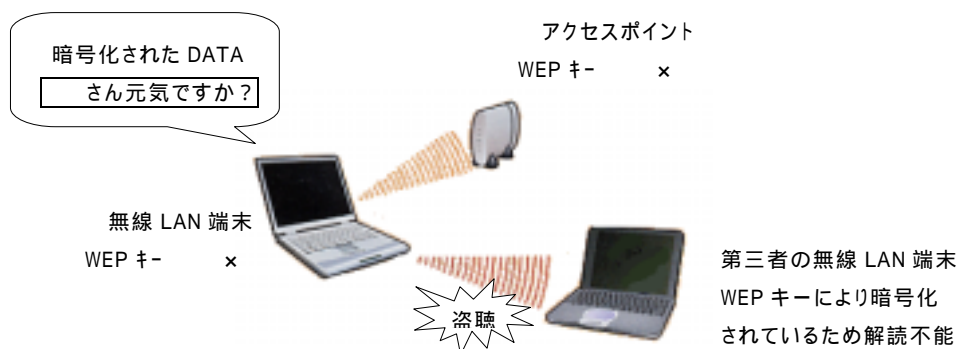 暗号化された DATA
さん元気ですか？
アクセスポイント
WEP キー ×
無線 LAN 端末
WEP キー ×
盗聴
第三者の無線 LAN 端末
WEP キーにより暗号化
されているため解読不能